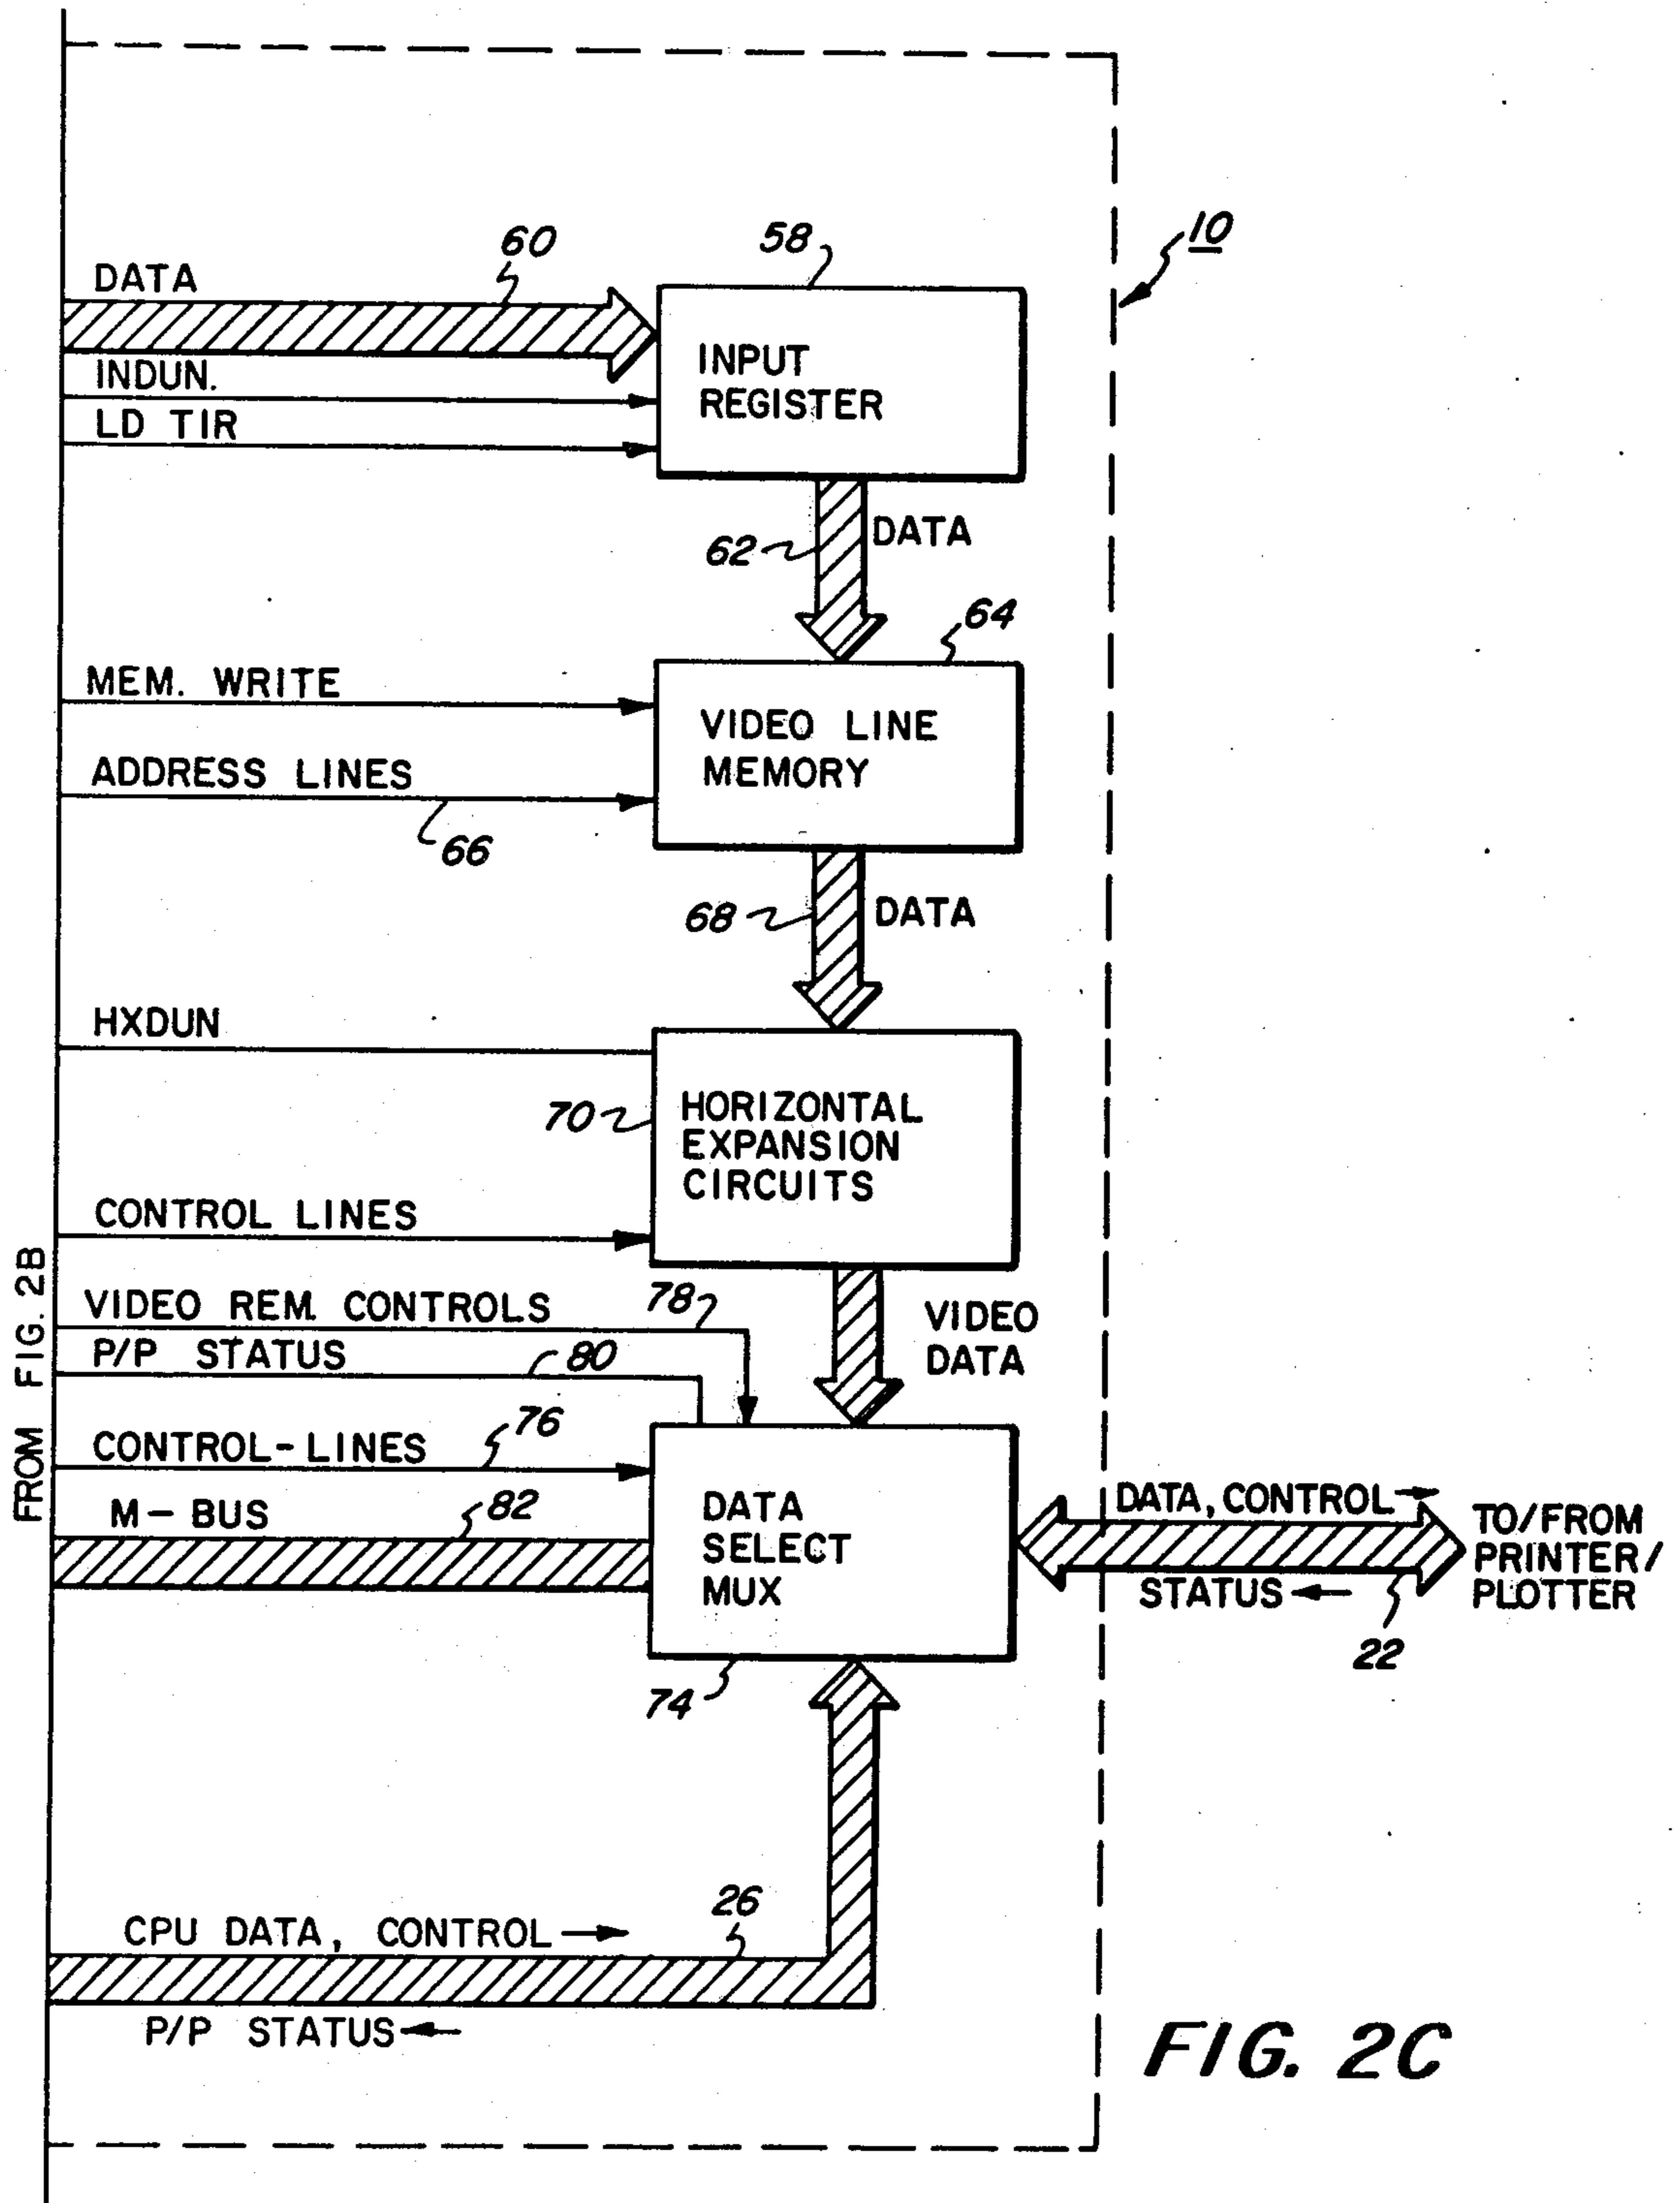 10
DATA
60
58
INDUN.
LD TIR
INPUT
REGISTER
62
DATA
64
MEM. WRITE
ADDRESS LINES
66
VIDEO LINE
MEMORY
68
DATA
HXDUN
70
HORIZONTAL
EXPANSION
CIRCUITS
CONTROL LINES
FROM FIG. 2B
VIDEO REM. CONTROLS
78
P/P STATUS
80
VIDEO
DATA
CONTROL-LINES
76
M-BUS
82
DATA
SELECT
MUX
74
DATA, CONTROL→
STATUS←
22
TO/FROM
PRINTER/
PLOTTER
CPU DATA, CONTROL→
26
P/P STATUS←
FIG. 2C